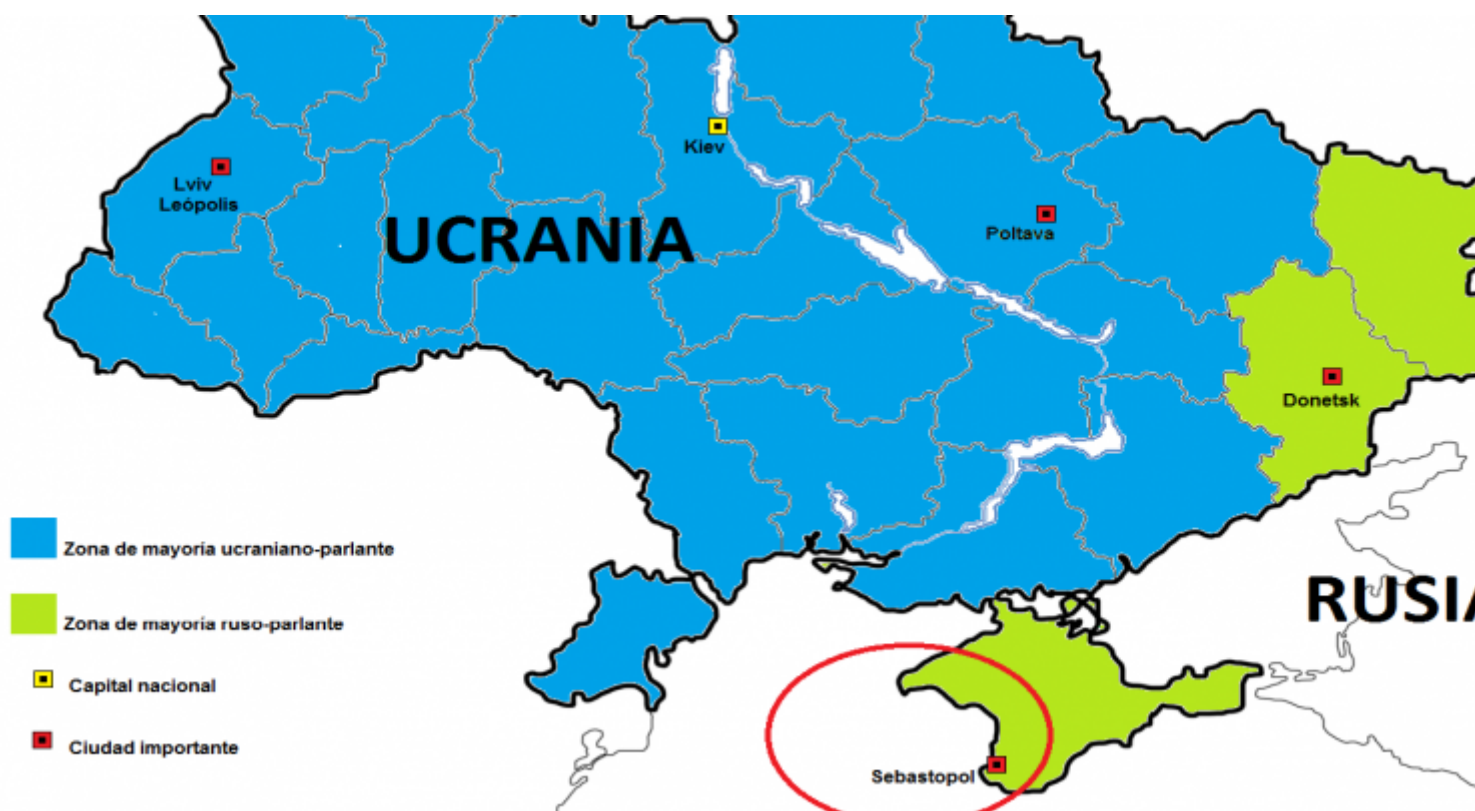 Kiev
Lviv
Leópolis
UCRANIA
Poltava
Donetsk
Zona de mayoría ucraniano-parlante
RUSIA
Zona de mayoría ruso-parlante
Capital nacional
Ciudad importante
Sebastopol